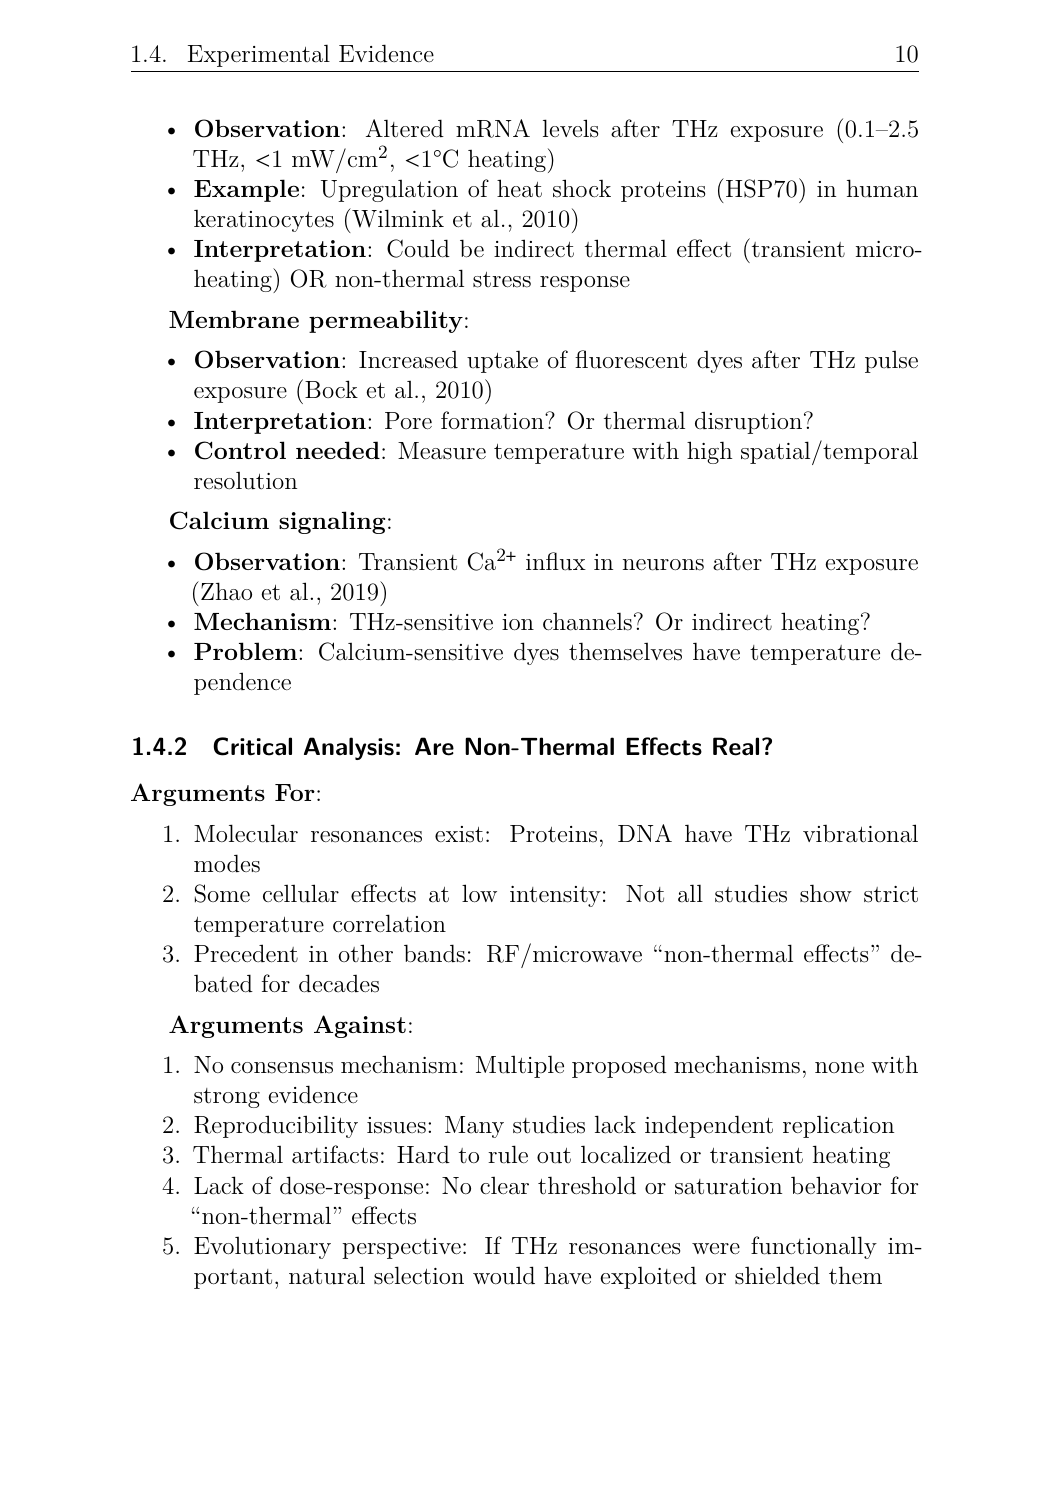 1.4. Experimental Evidence 10
• Observation: Altered mRNA levels after THz exposure (0.1–2.5
THz, <1 mW/cm², <1°C heating)
• Example: Upregulation of heat shock proteins (HSP70) in human
keratinocytes (Wilmink et al., 2010)
• Interpretation: Could be indirect thermal effect (transient micro-
heating) OR non-thermal stress response
Membrane permeability:
• Observation: Increased uptake of fluorescent dyes after THz pulse
exposure (Bock et al., 2010)
• Interpretation: Pore formation? Or thermal disruption?
• Control needed: Measure temperature with high spatial/temporal
resolution
Calcium signaling:
• Observation: Transient Ca²⁺ influx in neurons after THz exposure
(Zhao et al., 2019)
• Mechanism: THz-sensitive ion channels? Or indirect heating?
• Problem: Calcium-sensitive dyes themselves have temperature de-
pendence
1.4.2 Critical Analysis: Are Non-Thermal Effects Real?
Arguments For:
1. Molecular resonances exist: Proteins, DNA have THz vibrational
modes
2. Some cellular effects at low intensity: Not all studies show strict
temperature correlation
3. Precedent in other bands: RF/microwave “non-thermal effects” de-
bated for decades
Arguments Against:
1. No consensus mechanism: Multiple proposed mechanisms, none with
strong evidence
2. Reproducibility issues: Many studies lack independent replication
3. Thermal artifacts: Hard to rule out localized or transient heating
4. Lack of dose-response: No clear threshold or saturation behavior for
“non-thermal” effects
5. Evolutionary perspective: If THz resonances were functionally im-
portant, natural selection would have exploited or shielded them